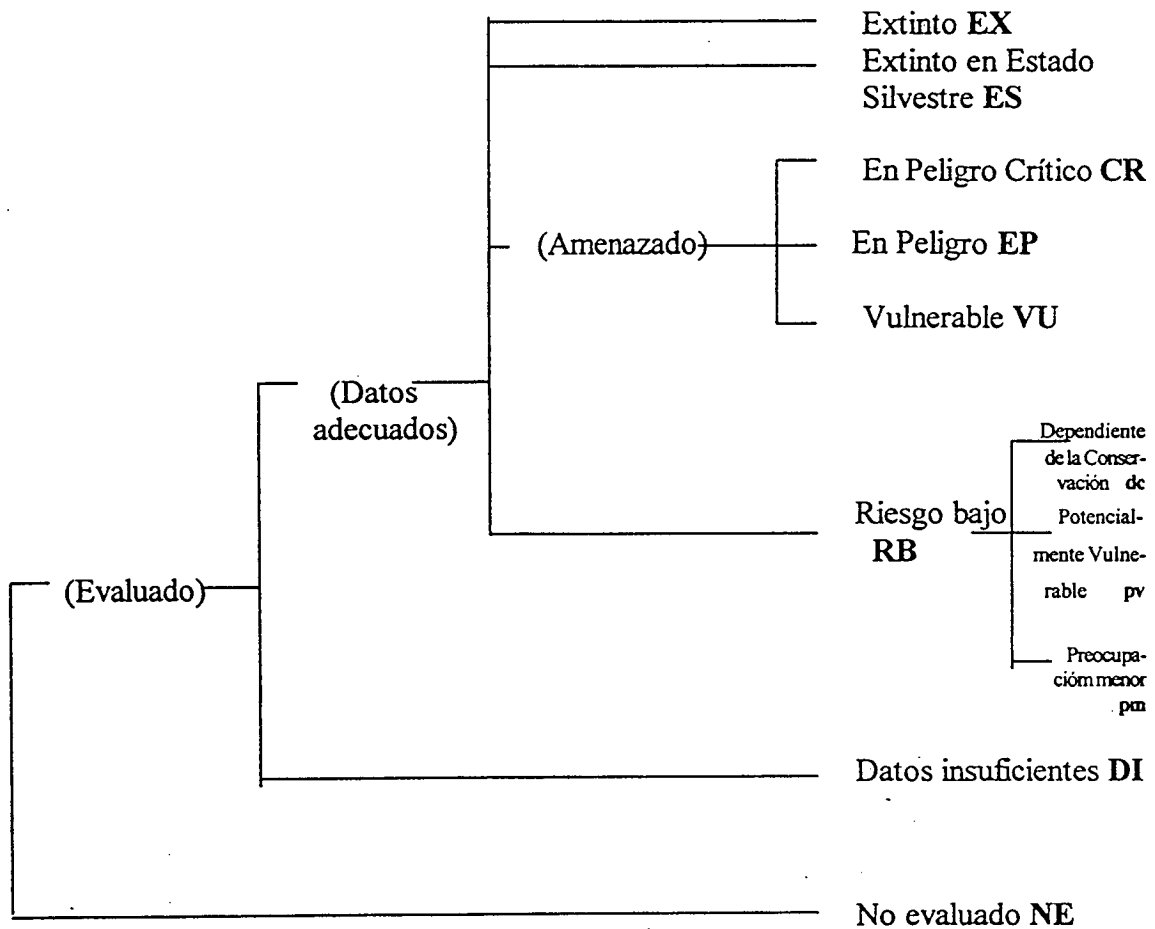 Extinto EX
Extinto en Estado
Silvestre ES
En Peligro Crítico CR
(Amenazado)
En Peligro EP
Vulnerable VU
(Datos
adecuados)
Dependiente
de la Conser-
vación dc
Riesgo bajo
RB
Potencial-
mente Vulne-
rable pv
Preocupa-
cióm menor
pm
(Evaluado)
Datos insuficientes DI
No evaluado NE